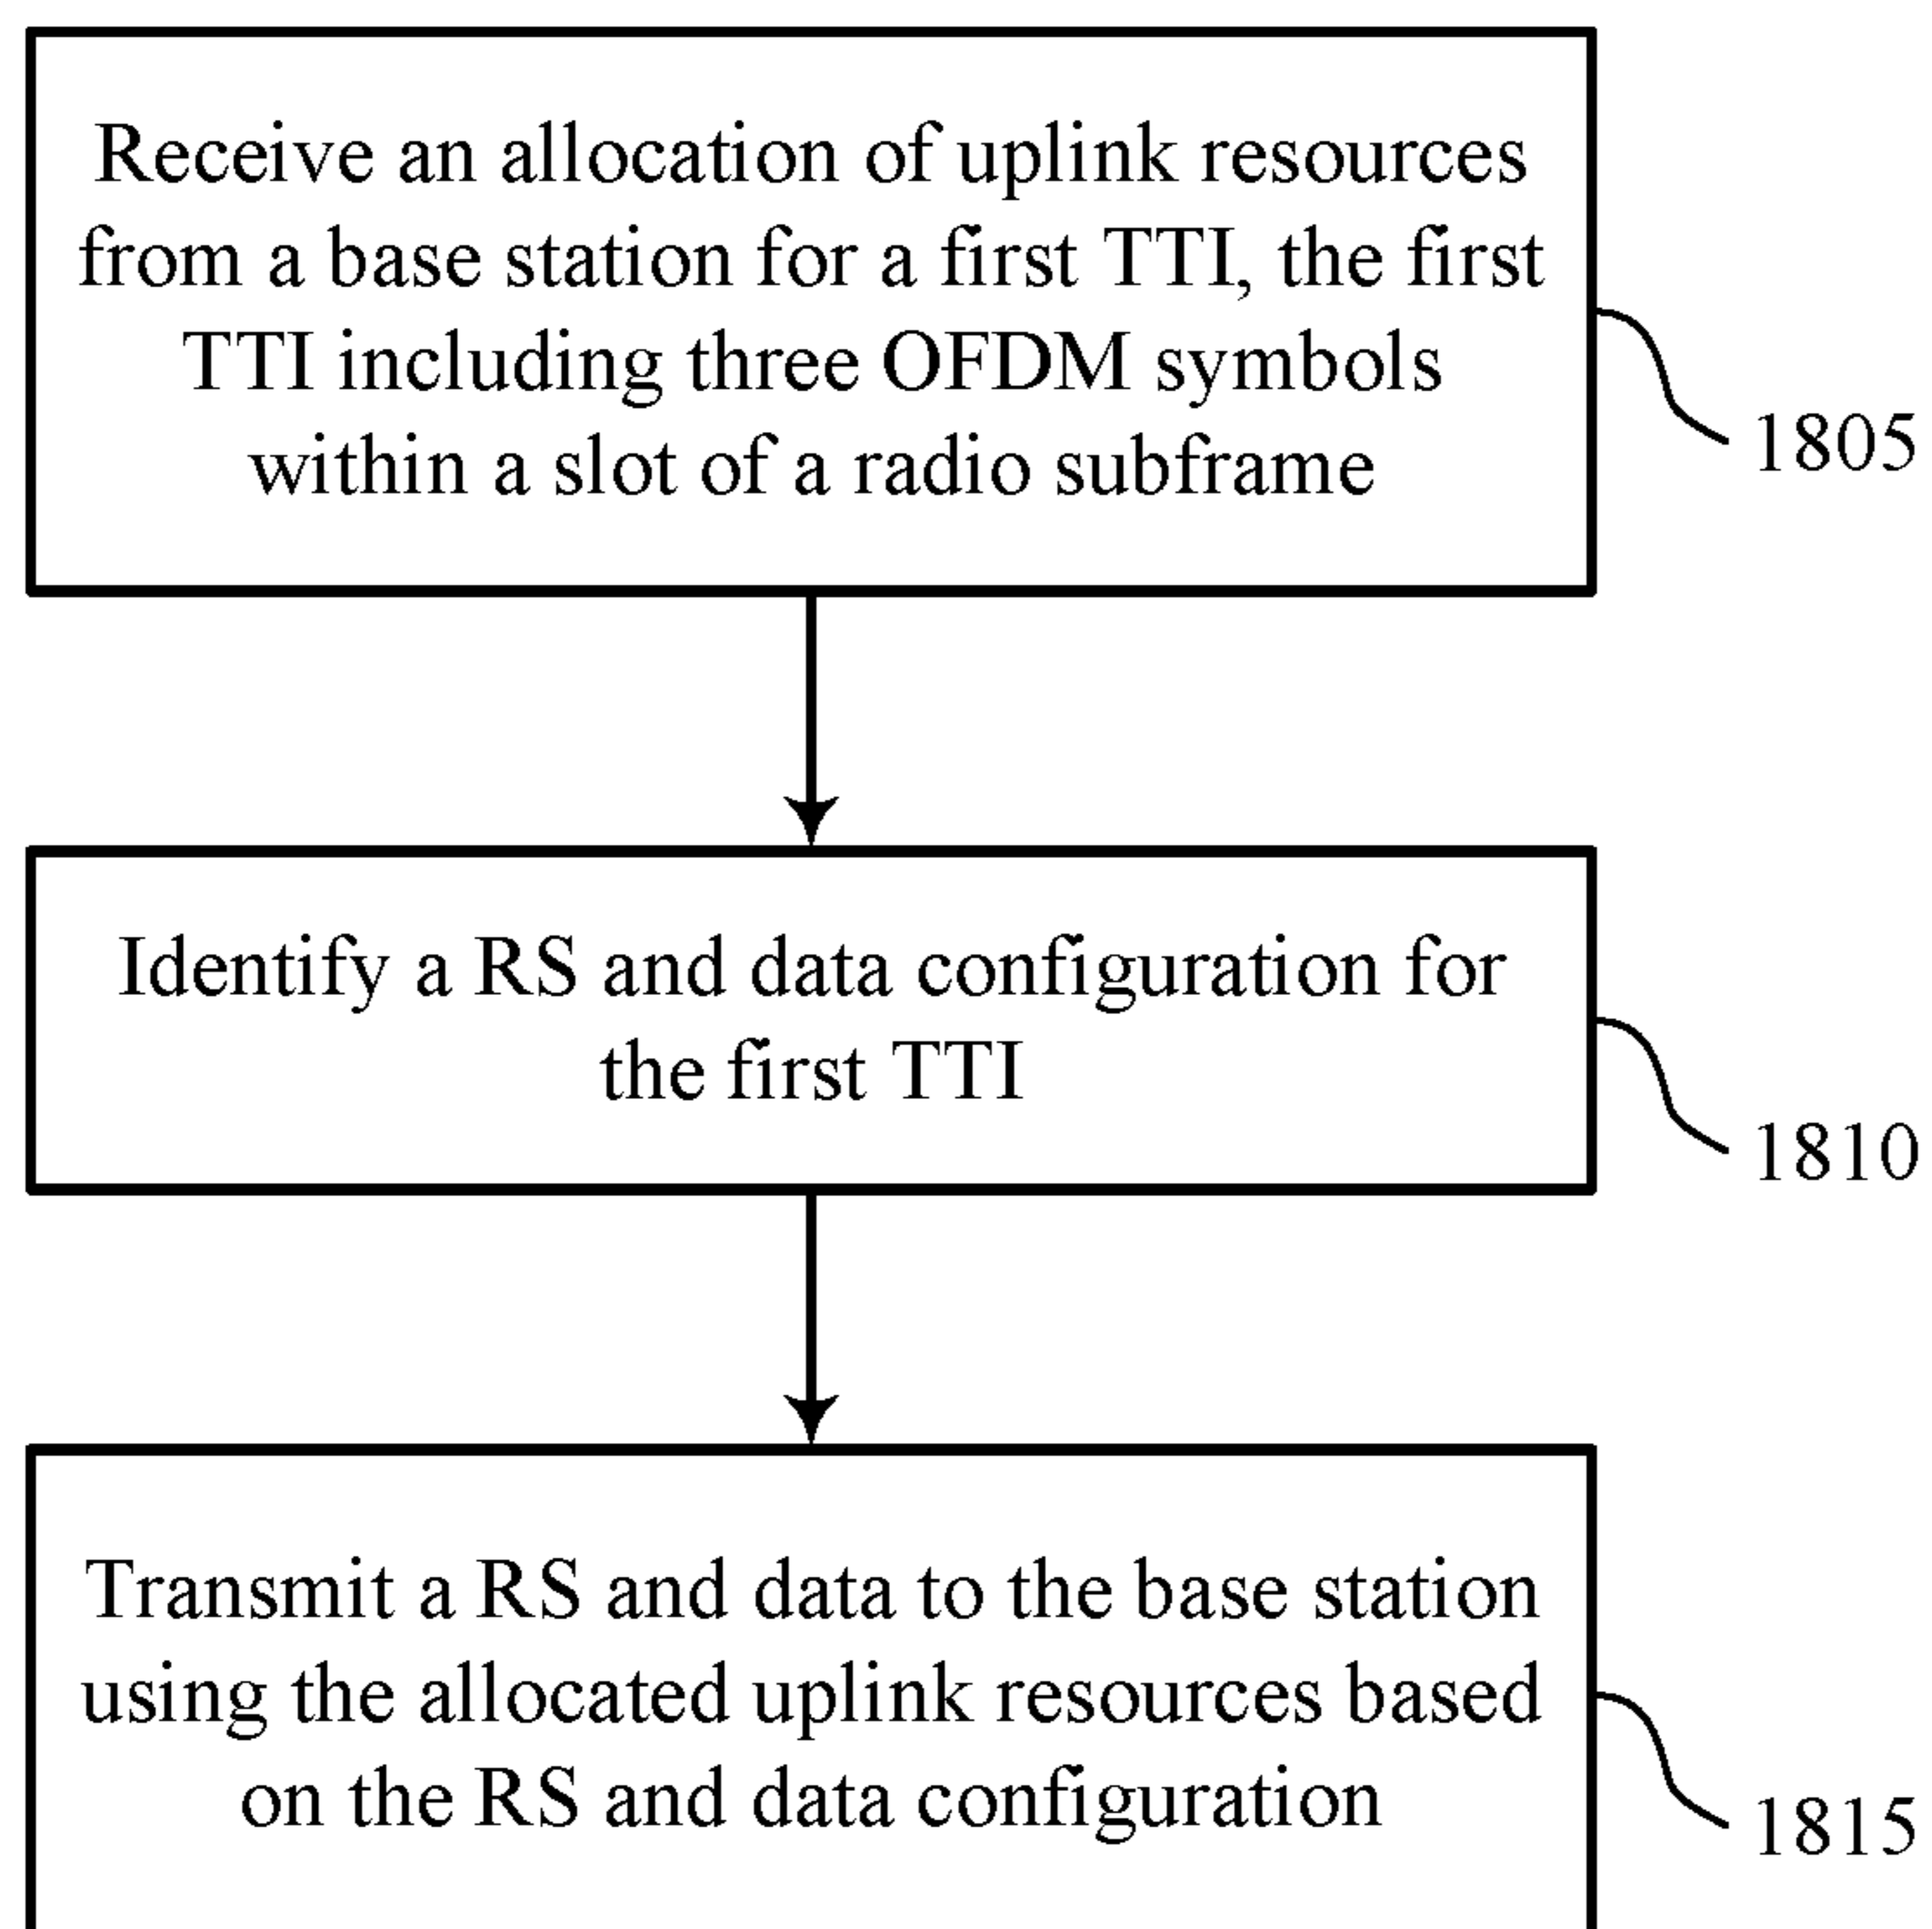 Receive an allocation of uplink resources
from a base station for a first TTI, the first
TTI including three OFDM symbols
within a slot of a radio subframe
1805
Identify a RS and data configuration for
the first TTI
1810
Transmit a RS and data to the base station
using the allocated uplink resources based
on the RS and data configuration
1815